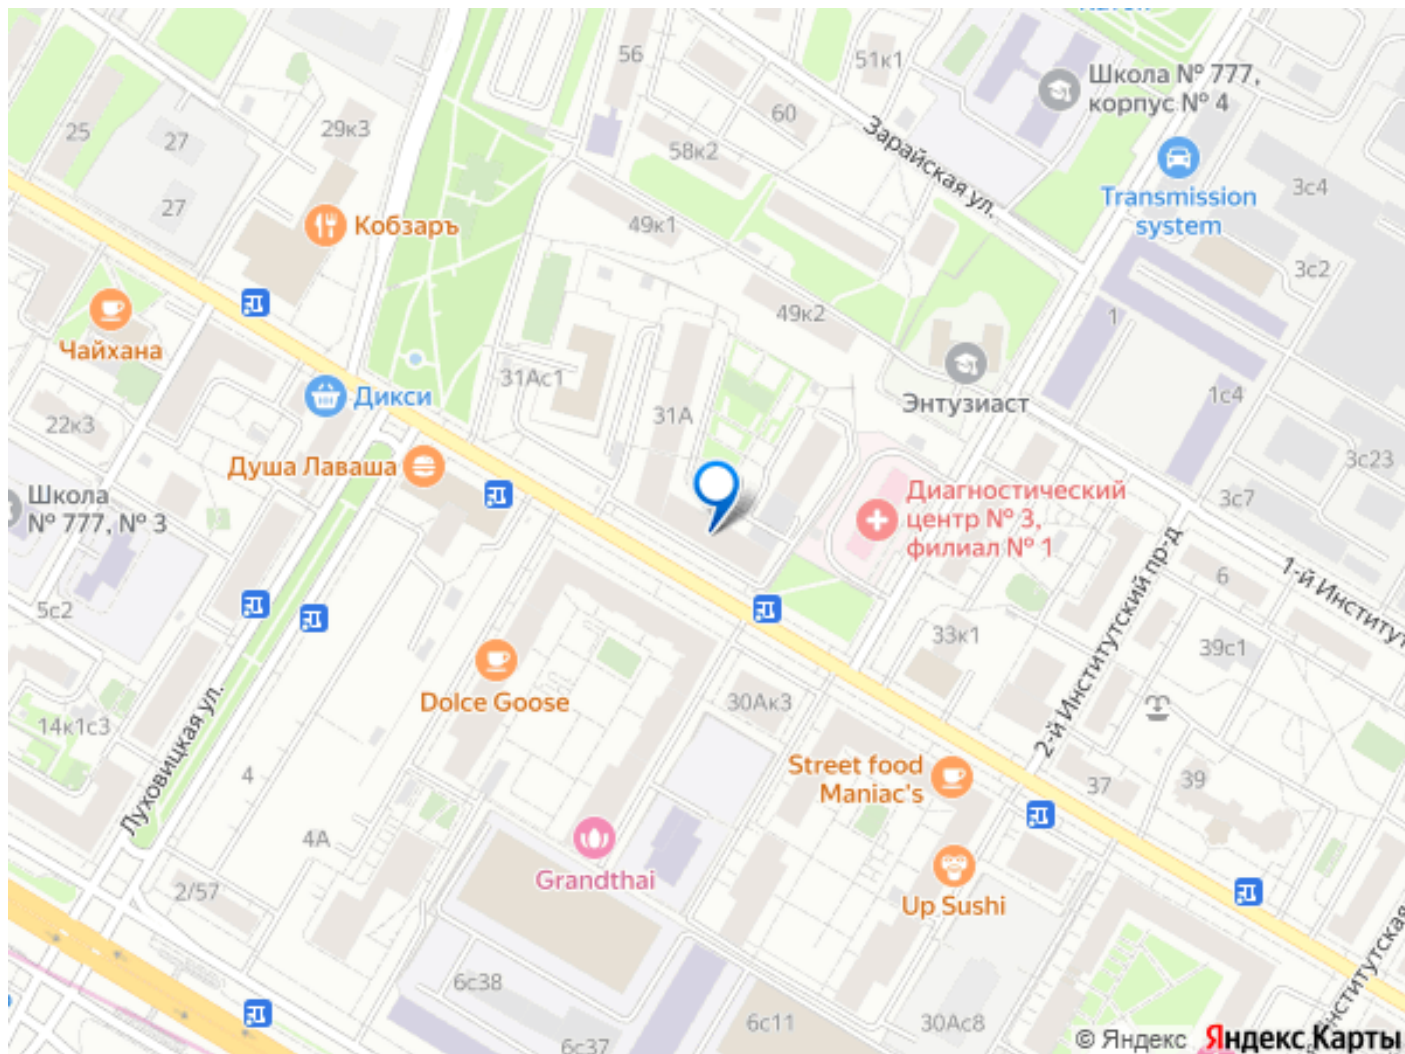 56
51к1
Школа № 777,
корпус № 4
25
27
29к3
60
58к2
Зарайская ул.
Transmission
system
3с4
27
Кобзаръ
49к1
3с2
49к2
1
Чайхана
31Ас1
Дикси
31А
Энтузиаст
1с4
22к3
Душа Лаваша
3с23
Школа
№ 777, № 3
Диагностический
центр № 3,
филиал № 1
3с7
5с2
6
1-й Институт
33к1
39с1
2-й Институтский пр-д
Dolce Goose
30Ак3
14к1с3
Луховицкая ул.
4
Street food
Maniac's
37
39
4А
Grandthai
2/57
Up Sushi
6с38
6с11
30Ас8
6с37
нститутская
© Яндекс Яндекс Карты